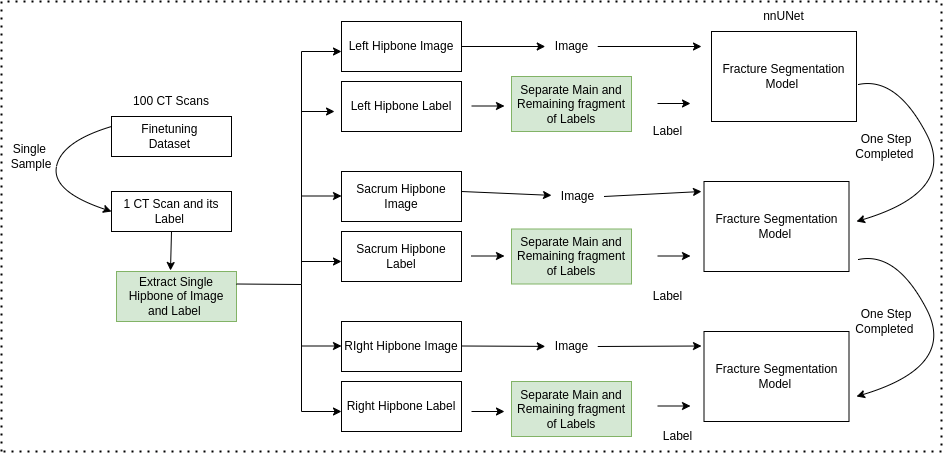 nnUNet
Left Hipbone Image
Image
Fracture Segmentation
Model
100 CT Scans
Finetuning
Dataset
Left Hipbone Label
Separate Main and
Remaining fragment
of Labels
Label
One Step
Completed
Single
Sample
1 CT Scan and its
Label
Sacrum Hipbone
Image
Image
Fracture Segmentation
Model
Sacrum Hipbone
Label
Separate Main and
Remaining fragment
of Labels
Label
Extract Single
Hipbone of Image
and Label
One Step
Completed
RIght Hipbone Image
Image
Fracture Segmentation
Model
Right Hipbone Label
Separate Main and
Remaining fragment
of Labels
Label